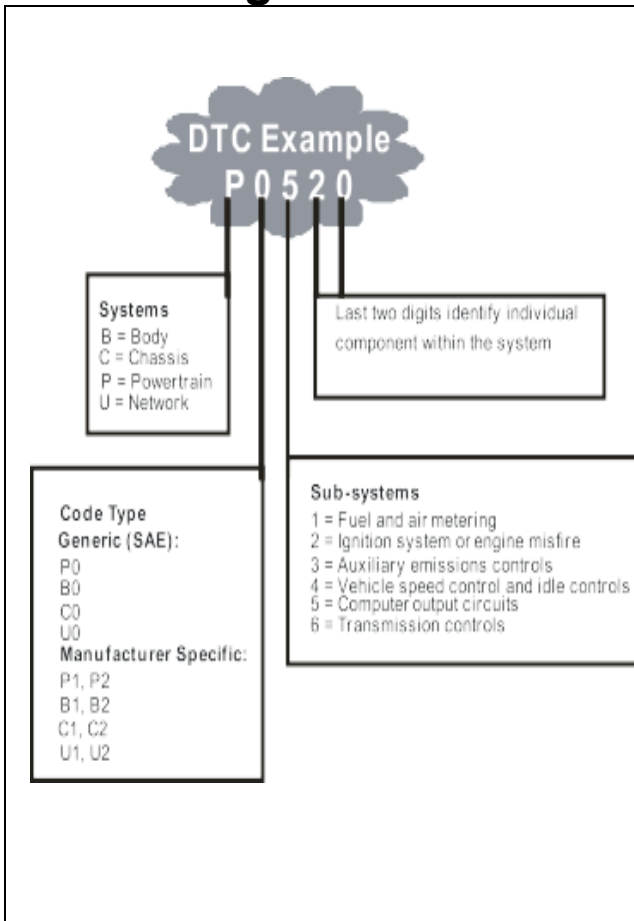 DTC Example
P 0 5 2 0
Systems
B = Body
C = Chassis
P = Powertrain
U = Network
Last two digits identify individual
component within the system
Code Type
Generic (SAE):
P0
B0
C0
U0
Manufacturer Specific:
P1, P2
B1, B2
C1, C2
U1, U2
Sub-systems
1 = Fuel and air metering
2 = Ignition system or engine misfire
3 = Auxiliary emissions controls
4 = Vehicle speed control and idle controls
5 = Computer output circuits
6 = Transmission controls